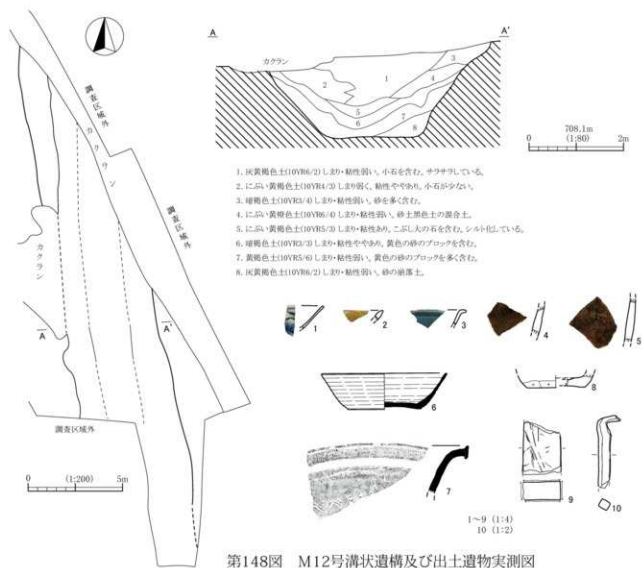 A
A'
カクラン
1
2
3
4
5
6
7
8
708.1m
(1:80)
0
2m
1. 灰黄褐色土(10YR6/2)しまり・粘性弱い。小石を含む。サラサラしている。
2. にぶい黄褐色土(10YR4/3)しまり弱く、粘性ややあり。小石が少ない。
3. 暗褐色土(10YR3/4)しまり・粘性弱い。砂を多く含む。
4. にぶい黄橙色土(10YR6/4)しまり・粘性弱い。砂土黒色土の混合土。
5. にぶい黄褐色土(10YR5/3)しまり・粘性あり。こぶし大の石を含む。シルト化している。
6. 暗褐色土(10YR3/3)しまり・粘性ややあり。黄色の砂のブロックを含む。
7. 黄褐色土(10YR5/6)しまり・粘性弱い。黄色の砂のブロックを多く含む。
8. 灰黄褐色土(10YR6/2)しまり・粘性弱い。砂の崩落土。
調査区域外
カクラン
調査区域外
カクラン
A
A'
調査区域外
0
(1:200)
5m
1
2
3
4
5
6
7
8
9
10
1～9 (1:4)
10 (1:2)
第148図 M12号溝状遺構及び出土遺物実測図